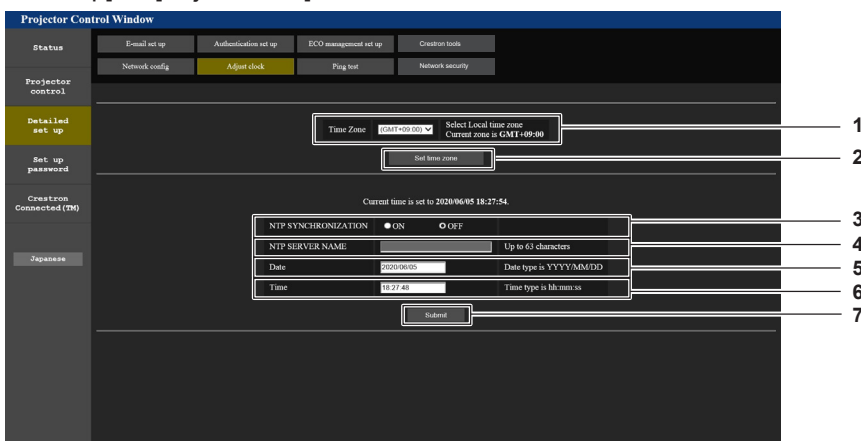 Projector Control Window
Status
E-mail set up
Authentication set up
ECO management set up
Crestron tools
Network config
Adjust clock
Ping test
Network security
Projector
control
Detailed
set up
Set up
password
Crestron
Connected(TM)
Japanese
Time Zone
(GMT+09:00)
Select Local time zone
Current zone is GMT+09:00
1
Set time zone
2
Current time is set to 2020/06/05 18:27:54.
NTP SYNCHRONIZATION ON OFF
3
NTP SERVER NAME Up to 63 characters
4
Date 2020/06/05 Date type is YYYY/MM/DD
5
Time 18:27:48 Time type is hh:mm:ss
6
Submit
7